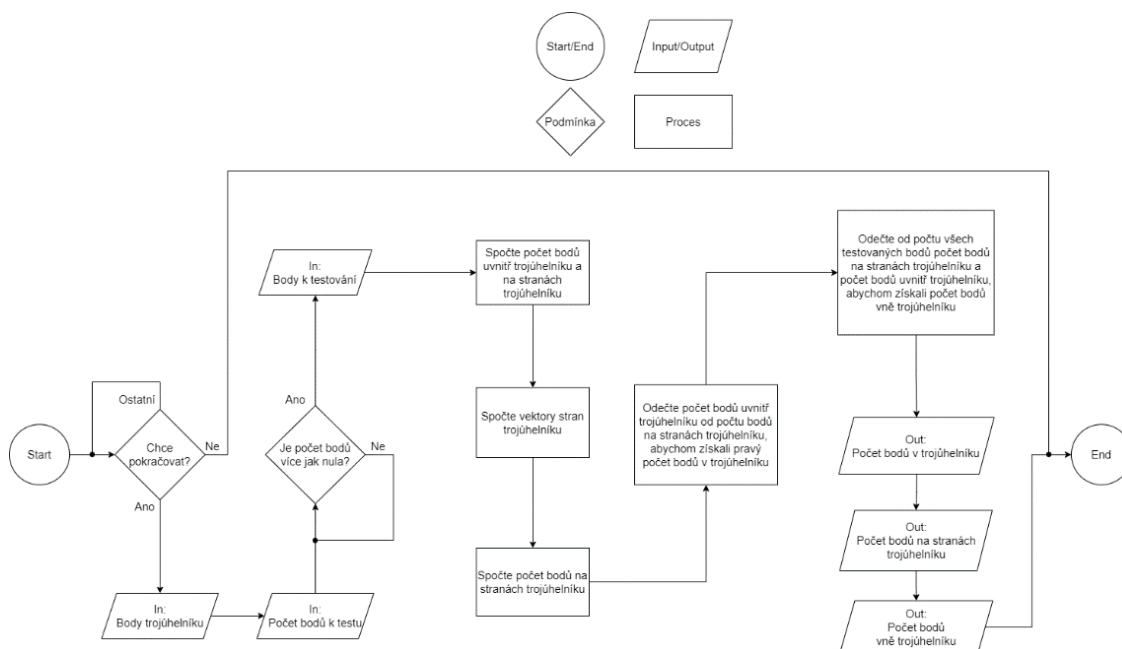 Start/End
Input/Output
Podmínka
Proces
Start
Ostatní
Chce
pokračovat?
Ne
Ano
In:
Body trojúhelníku
In:
Počet bodů k testu
Je počet bodů
více jak nula?
Ne
Ano
In:
Body k testování
Spočte počet bodů
uvnitř trojúhelníku a
na stranách
trojúhelníku
Spočte vektory stran
trojúhelníku
Spočte počet bodů na
stranách trojúhelníku
Odečte počet bodů uvnitř
trojúhelníku od počtu bodů
na stranách trojúhelníku,
abychom získali pravý
počet bodů v trojúhelníku
Odečte od počtu všech
testovaných bodů počet bodů
na stranách trojúhelníku a
počet bodů uvnitř trojúhelníku,
abychom získali počet bodů
vně trojúhelníku
Out:
Počet bodů v trojúhelníku
Out:
Počet bodů na stranách
trojúhelníku
Out:
Počet bodů
vně trojúhelníku
End